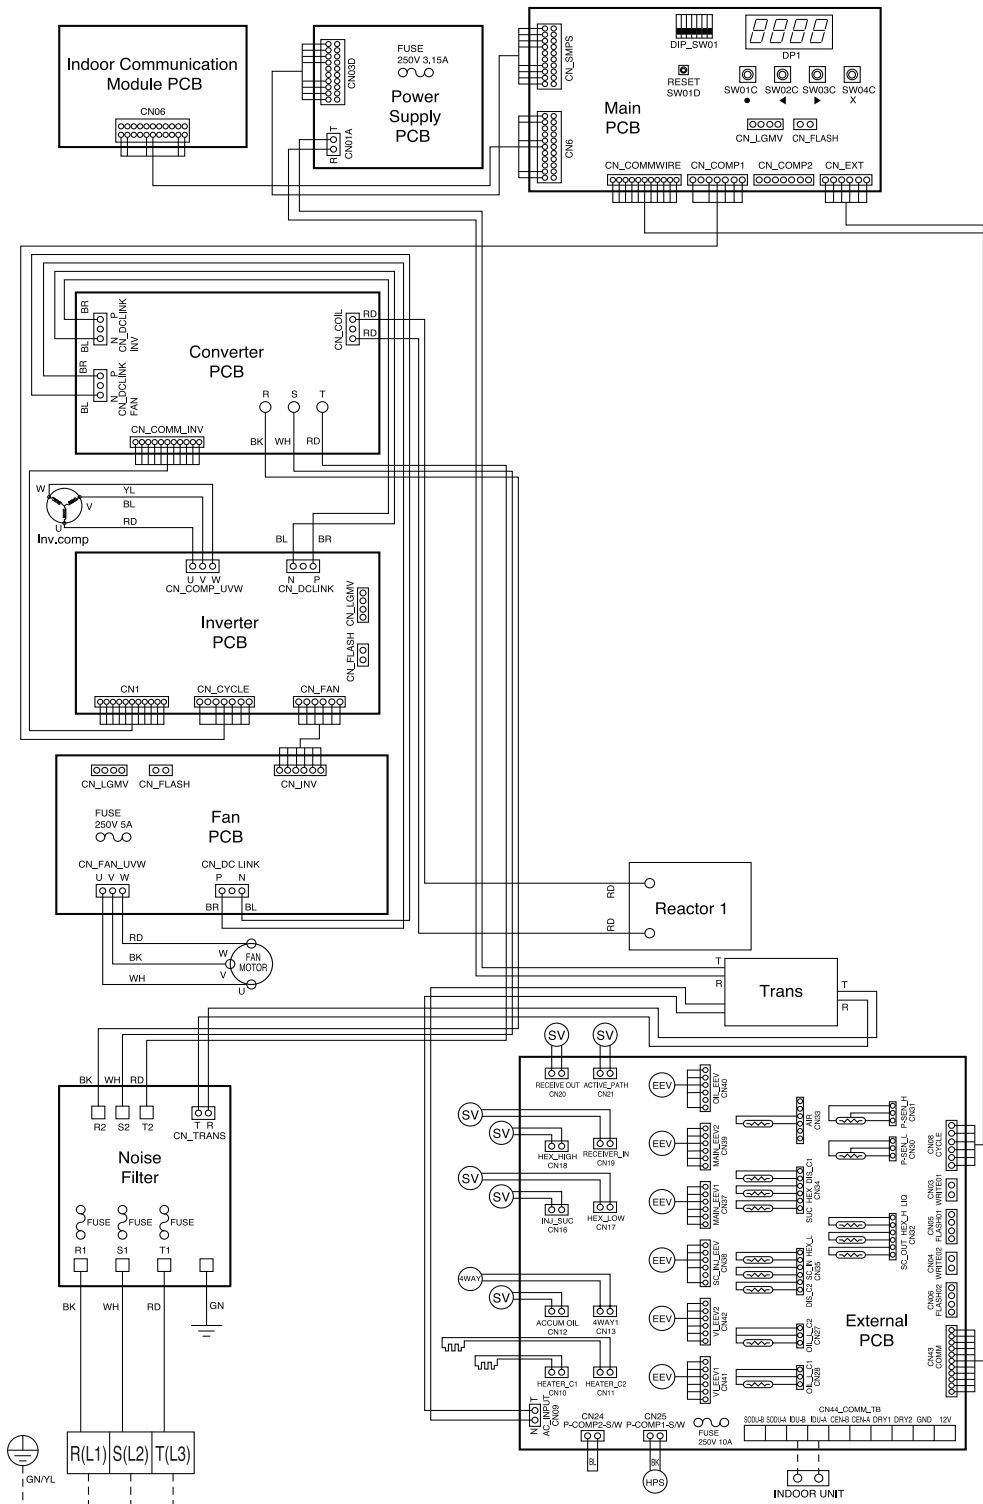 Indoor Communication
Module PCB
CN06
FUSE
250V 3,15A
CN03D
Power
Supply
PCB
T
R
CN01A
CN_SMPS
CN6
Main
PCB
DIP_SW01
DP1
RESET
SW01D
SW01C SW02C SW03C SW04C
● ◀ ▶ X
CN_LGMV CN_FLASH
CN_COMMWIRE CN_COMP1 CN_COMP2 CN_EXT
BR
BL
P
N
CN_DCLINK
INV
BR
BL
P
N
CN_DCLINK
FAN
Converter
PCB
CN_COIL
RD
RD
R S T
BK WH RD
CN_COMM_INV
W
V
U
Inv.comp
YL
BL
RD
BL BR
U V W
CN_COMP_UVW
N P
CN_DCLINK
CN_LGMV
CN_FLASH
Inverter
PCB
CN1 CN_CYCLE CN_FAN
CN_LGMV CN_FLASH CN_INV
Fan
PCB
FUSE
250V 5A
CN_FAN_UVW
U V W
CN_DC LINK
P N
BR BL
RD
BK
WH
W
V
U
FAN
MOTOR
RD
RD
Reactor 1
T
R
Trans
T
R
BK WH RD
R2 S2 T2
T R
CN_TRANS
Noise
Filter
FUSE FUSE FUSE
R1 S1 T1
BK WH RD GN
R(L1) S(L2) T(L3)
GN/YL
SV SV
RECEIVE OUT
CN20
ACTIVE_PATH
CN21
SV
SV
HEX_HIGH
CN18
RECEIVER_IN
CN19
SV
SV
INJ_SUC
CN16
HEX_LOW
CN17
4WAY
SV
ACCUM OIL
CN12
4WAY1
CN13
HEATER_C1
CN10
HEATER_C2
CN11
T
N
AC_INPUT
CN09
EEV
OIL_EEV
CN40
EEV
MAIN_EEV2
CN39
EEV
MAIN_EEV1
CN37
EEV
SC_INJ_EEV
CN38
EEV
VI_EEV2
CN42
EEV
VI_EEV1
CN41
AIR
CN33
SUC HEX DIS_C1
CN34
DIS_C2 SC_IN HEX_L
CN35
OIL_L_C2
CN27
OIL_L_C1
CN28
P-SEN_H
CN31
P-SEN_L
CN30
SC_OUT HEX_H LIQ
CN32
CN08
CYCLE
CN03
WRITE01
CN05
FLASH01
CN04
WRITE02
CN06
FLASH02
CN43
COMM
External
PCB
CN24
P-COMP2-S/W
BL
CN25
P-COMP1-S/W
BK
HPS
FUSE
250V 10A
CN44_COMM_TB
SODU-B SODU-A IDU-B IDU-A CEN-B CEN-A DRY1 DRY2 GND 12V
INDOOR UNIT